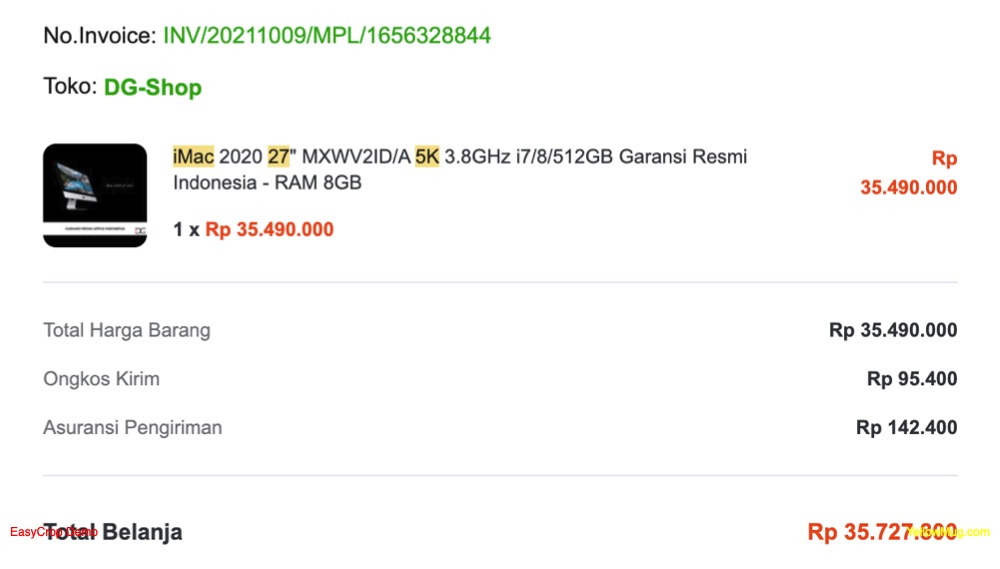 No.Invoice: INV/20211009/MPL/1656328844
Toko: DG-Shop
iMac 2020 27" MXWV2ID/A 5K 3.8GHz i7/8/512GB Garansi Resmi
Indonesia - RAM 8GB
Rp
35.490.000
1 x Rp 35.490.000
Total Harga Barang Rp 35.490.000
Ongkos Kirim Rp 95.400
Asuransi Pengiriman Rp 142.400
Total Belanja Rp 35.727.800
EasyCrop Demo
YellowMug.com